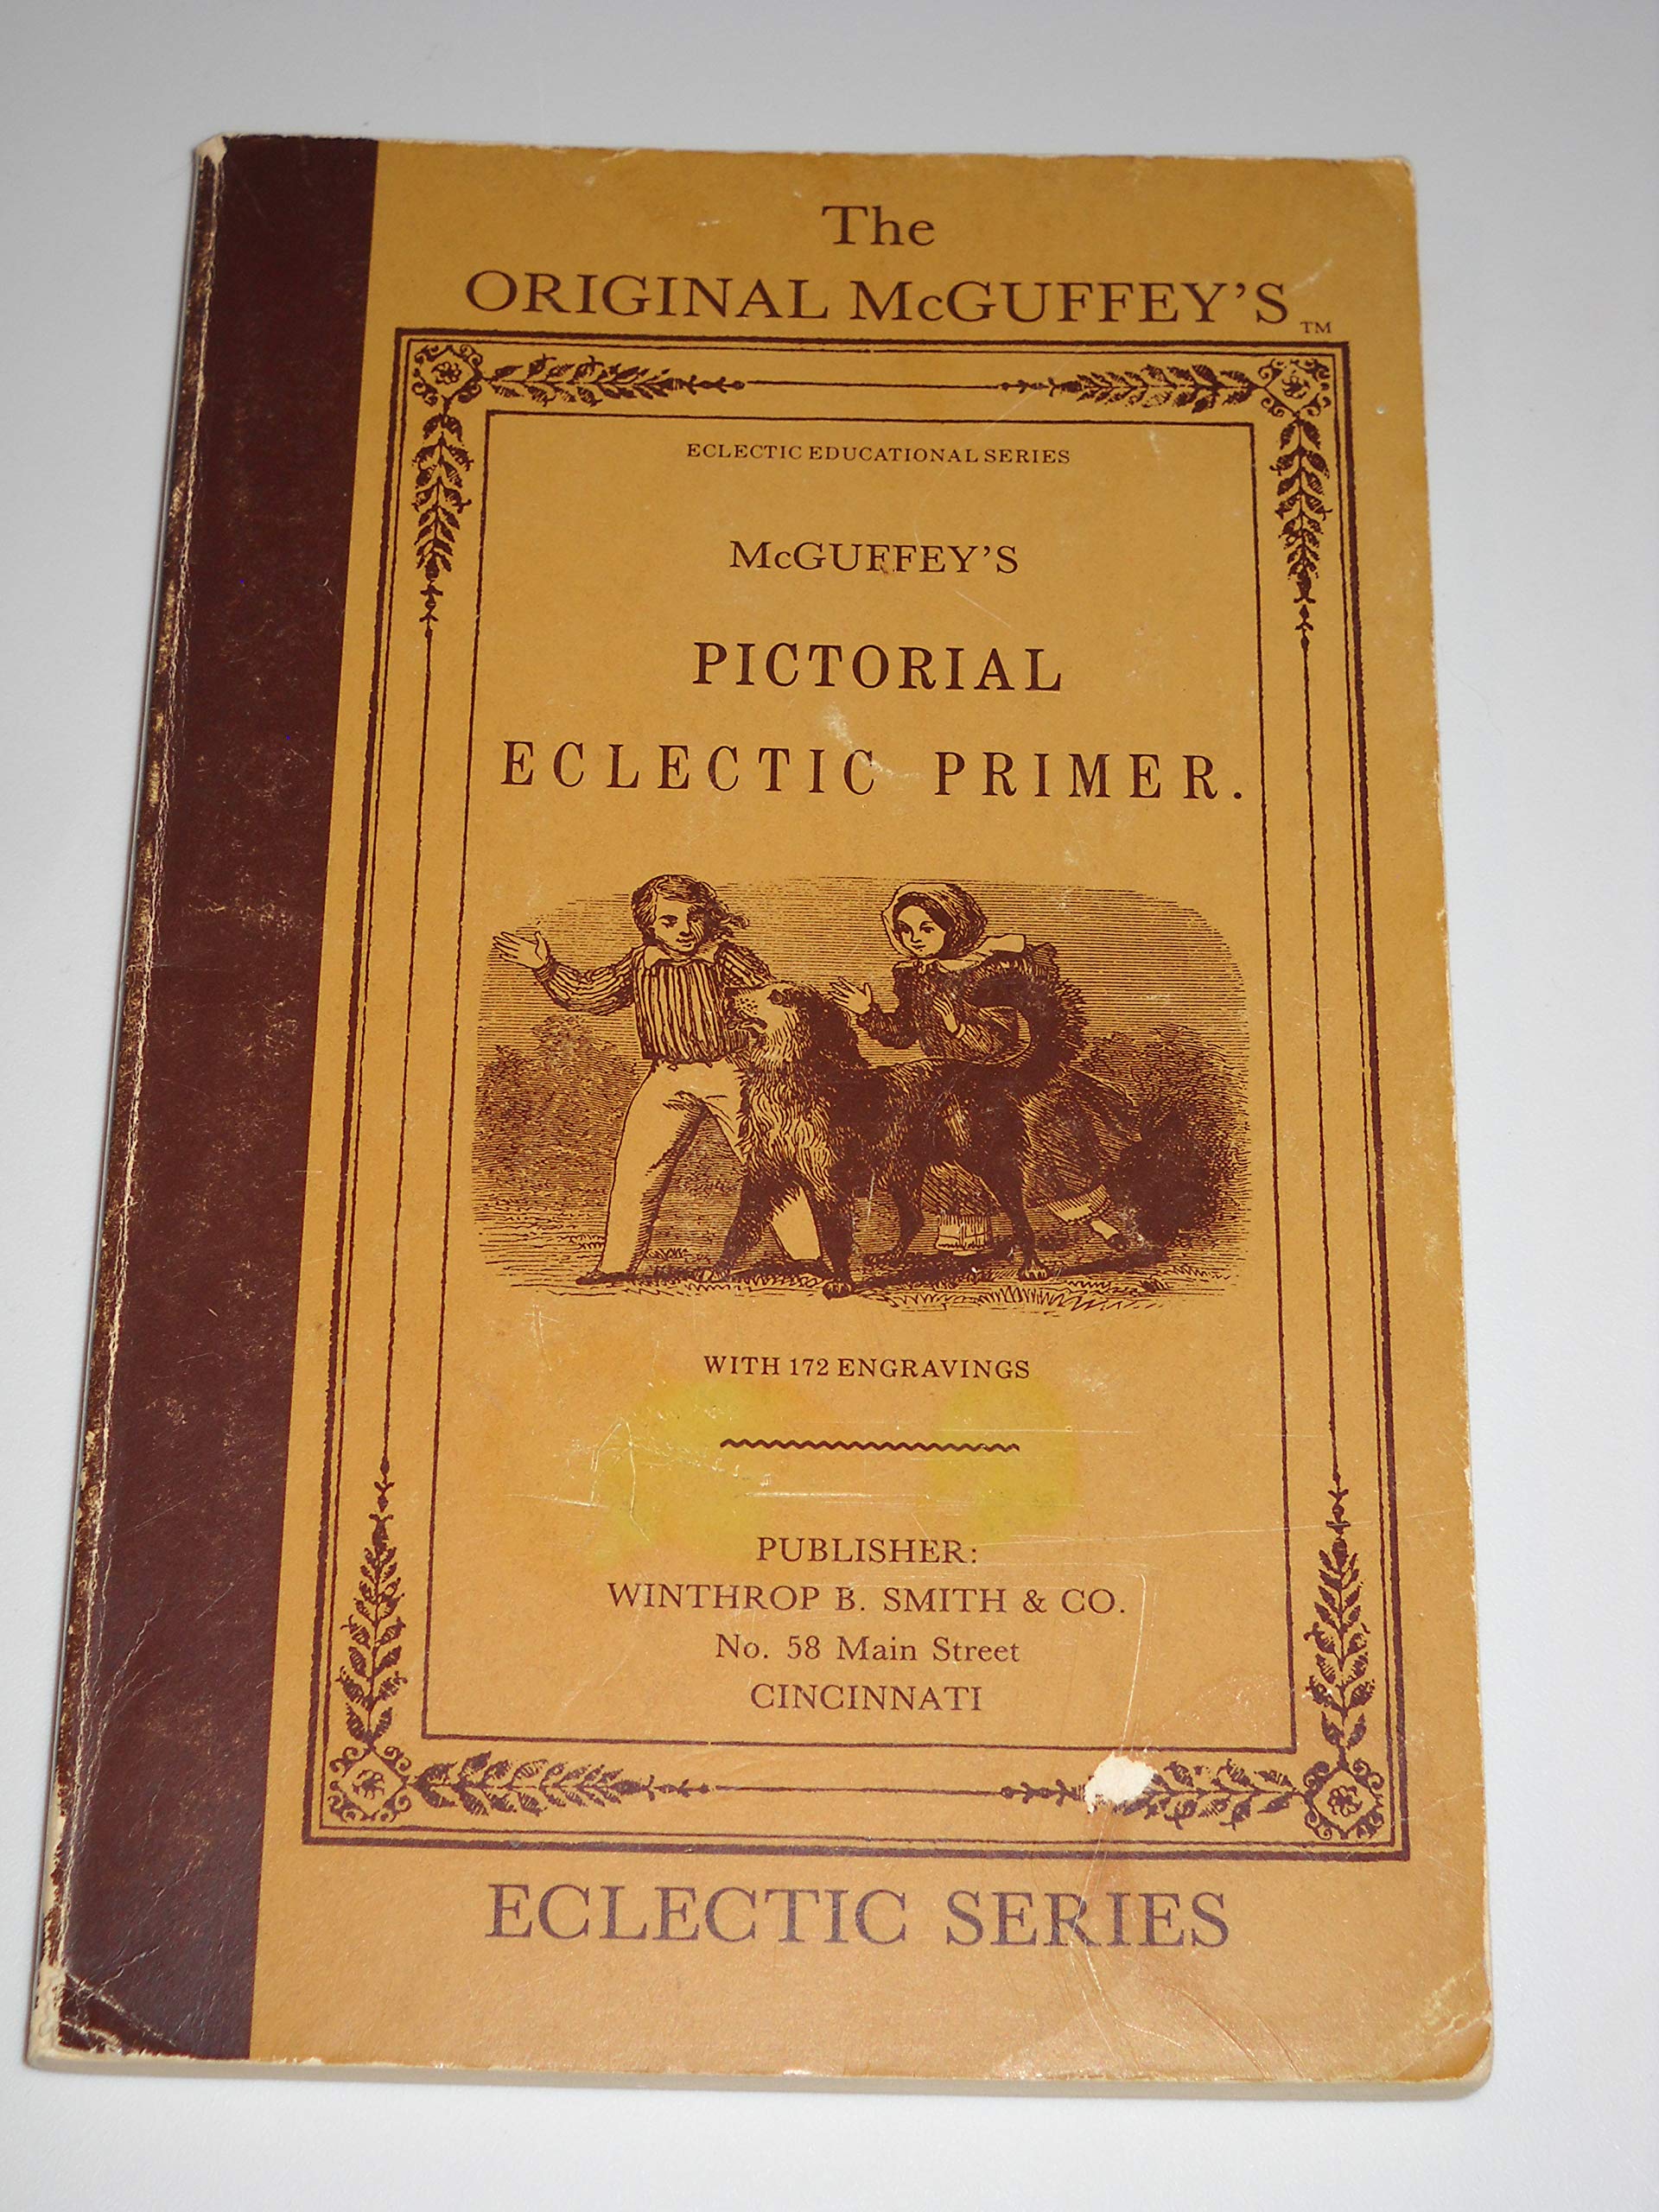 The
ORIGINAL McGUFFEY'S™
ECLECTIC EDUCATIONAL SERIES
McGUFFEY'S
PICTORIAL
ECLECTIC PRIMER.
WITH 172 ENGRAVINGS
PUBLISHER:
WINTHROP B. SMITH & CO.
No. 58 Main Street
CINCINNATI
ECLECTIC SERIES